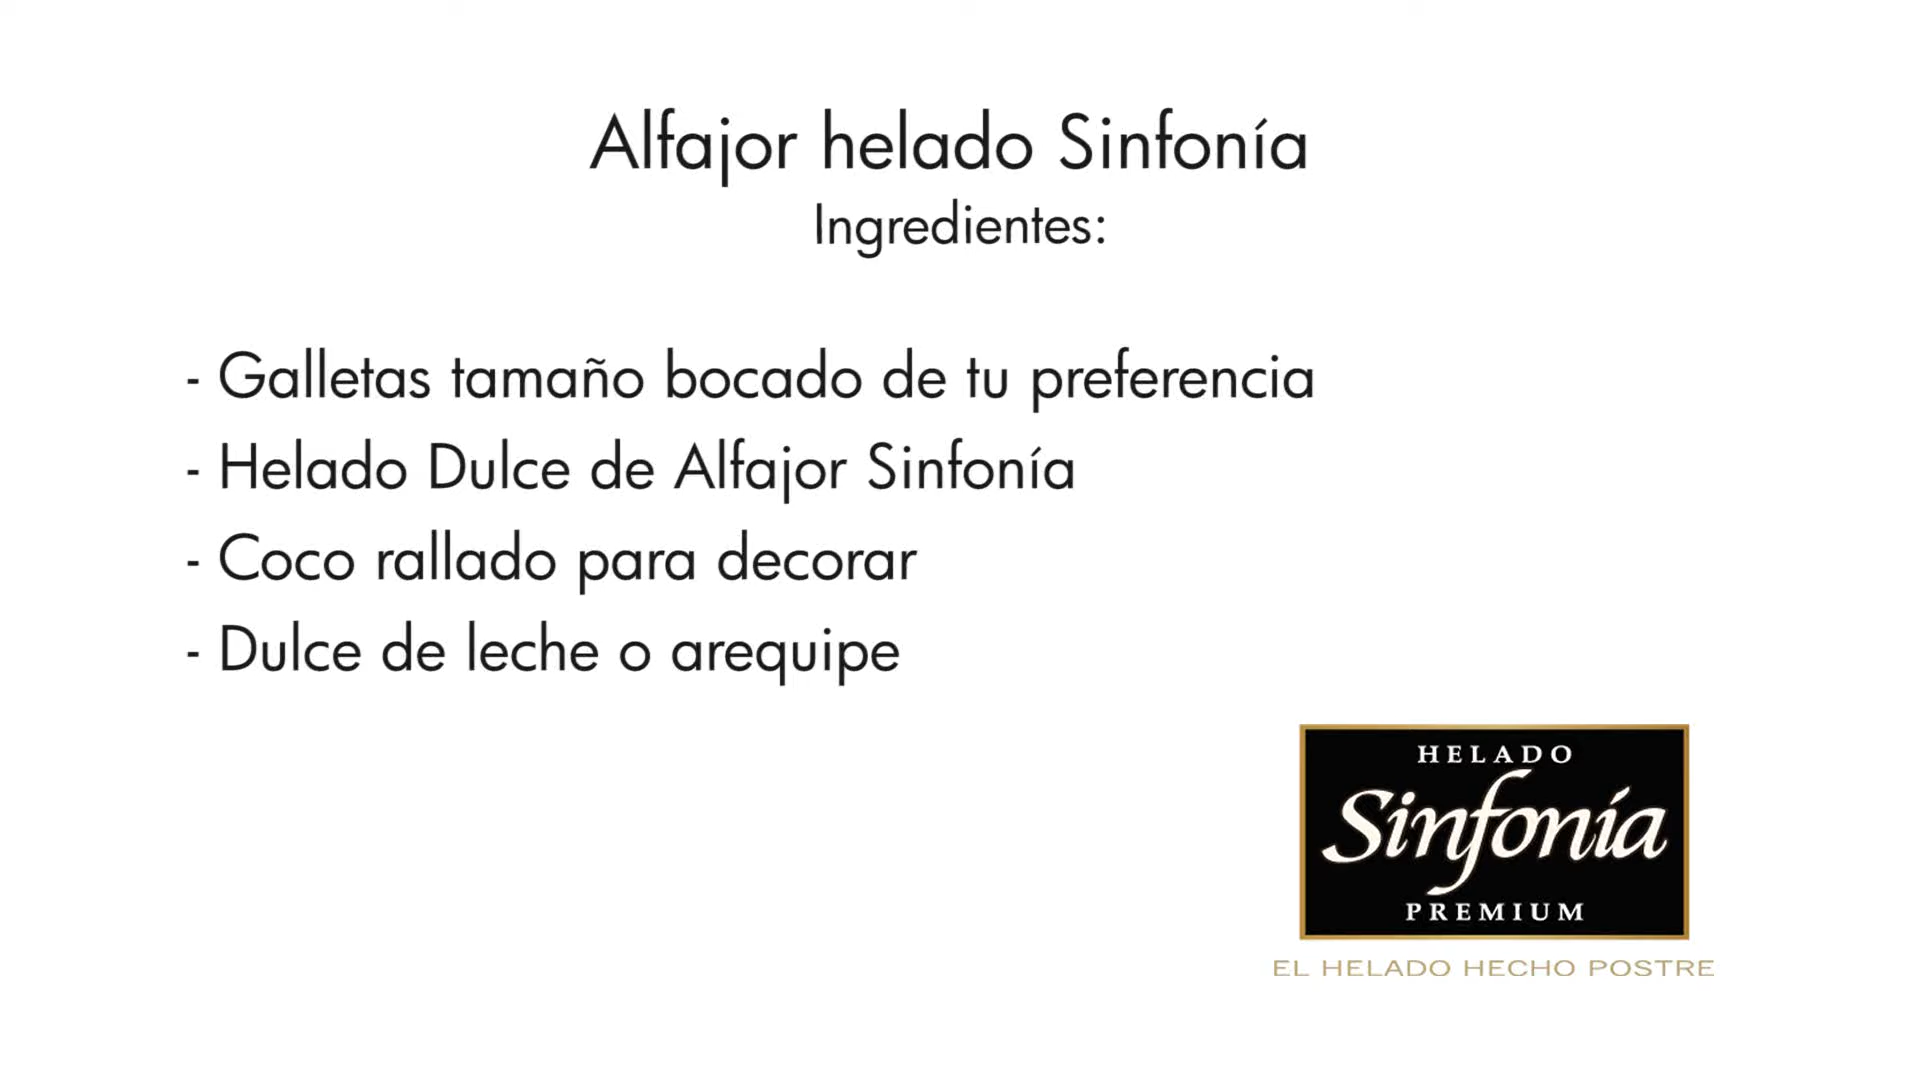 Alfajor helado Sinfonía
Ingredientes:
- Galletas tamaño bocado de tu preferencia
- Helado Dulce de Alfajor Sinfonía
- Coco rallado para decorar
- Dulce de leche o arequipe
HELADO
Sinfonía
PREMIUM
EL HELADO HECHO POSTRE